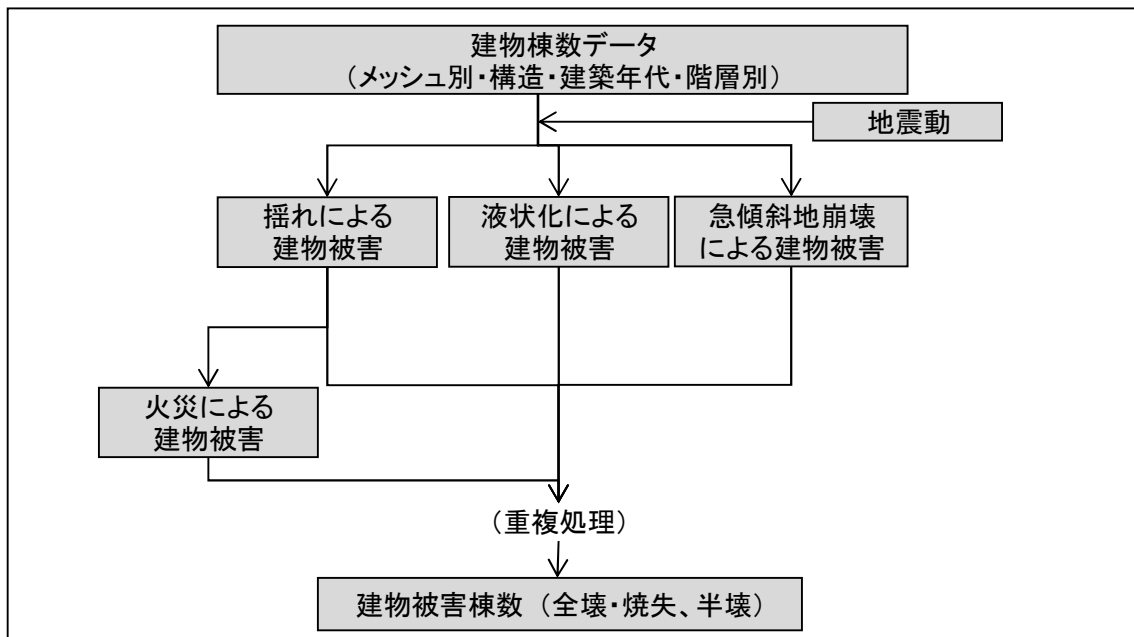 建物棟数データ
（メッシュ別・構造・建築年代・階層別）
地震動
揺れによる
建物被害
液状化による
建物被害
急傾斜地崩壊
による建物被害
火災による
建物被害
（重複処理）
建物被害棟数（全壊・焼失、半壊）